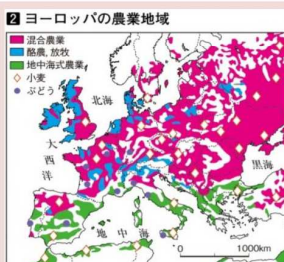 2 ヨーロッパの農業地域
混合農業
酪農、放牧
地中海式農業
小麦
ぶどう
北海
大西洋
黒海
地中海
0 1000km